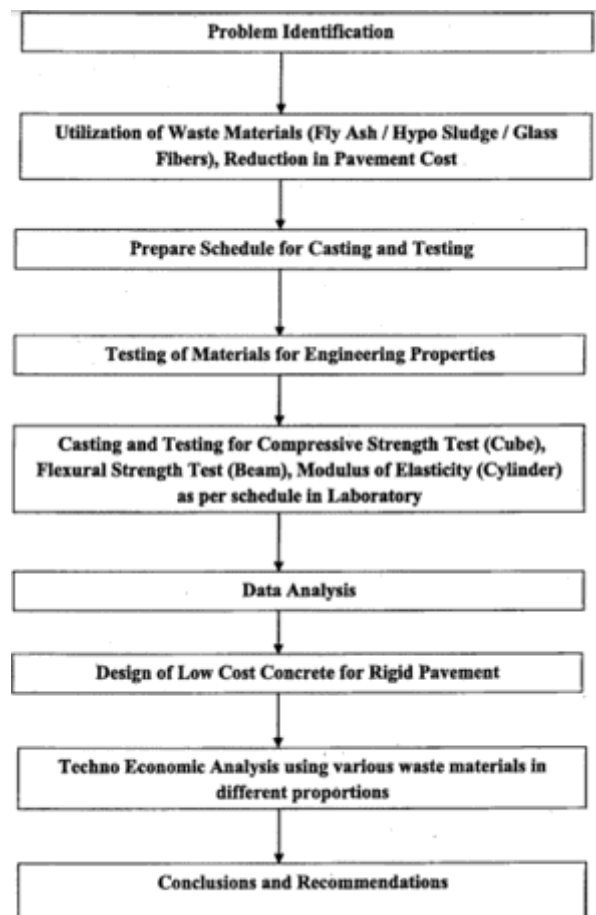 Problem Identification
Utilization of Waste Materials (Fly Ash / Hypo Sludge / Glass
Fibers), Reduction in Pavement Cost
Prepare Schedule for Casting and Testing
Testing of Materials for Engineering Properties
Casting and Testing for Compressive Strength Test (Cube),
Flexural Strength Test (Beam), Modulus of Elasticity (Cylinder)
as per schedule in Laboratory
Data Analysis
Design of Low Cost Concrete for Rigid Pavement
Techno Economic Analysis using various waste materials in
different proportions
Conclusions and Recommendations